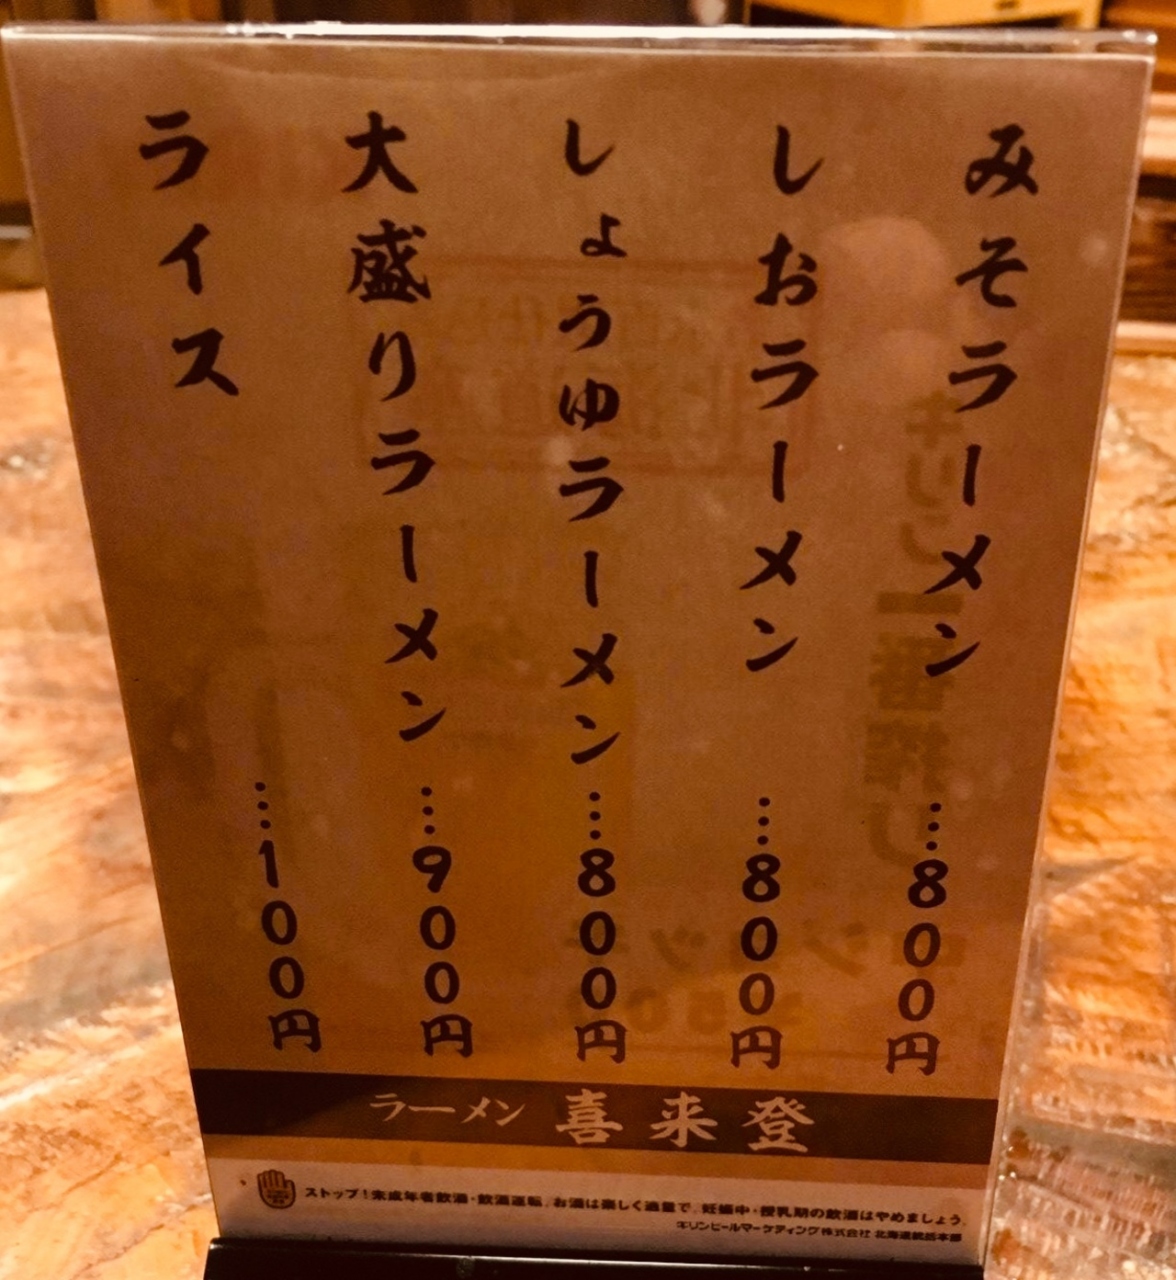 みそラーメン…800円
しおラーメン…800円
しょうゆラーメン…800円
大盛りラーメン…900円
ライス…100円
ラーメン 喜来登
ストップ!未成年者飲酒・飲酒運転。お酒は楽しく適量で。妊娠中・授乳期の飲酒はやめましょう。
キリンビールマーケティング株式会社 北海道統括本部